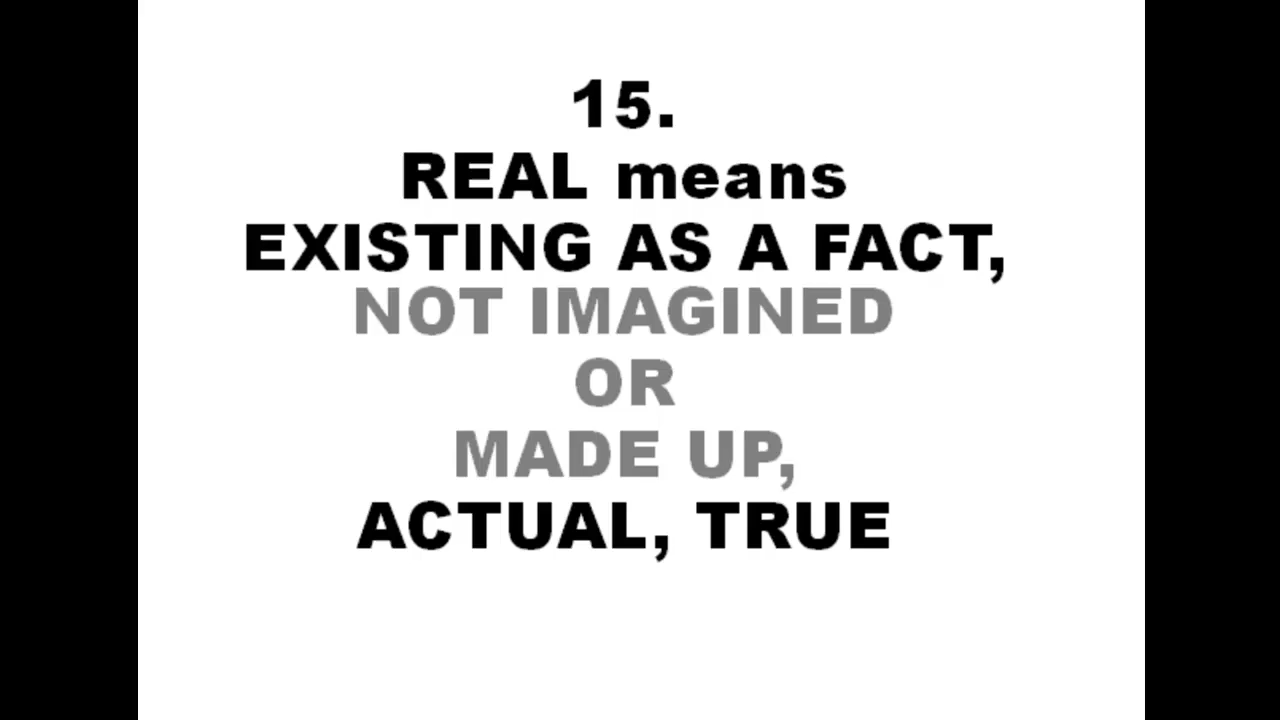 15.
REAL means
EXISTING AS A FACT,
NOT IMAGINED
OR
MADE UP,
ACTUAL, TRUE